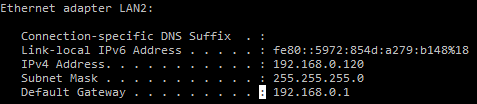 Ethernet adapter LAN2:
Connection-specific DNS Suffix  . :
Link-local IPv6 Address . . . . . : fe80::5972:854d:a279:b148%18
IPv4 Address. . . . . . . . . . . : 192.168.0.120
Subnet Mask . . . . . . . . . . . : 255.255.255.0
Default Gateway . . . . . . . . . : 192.168.0.1